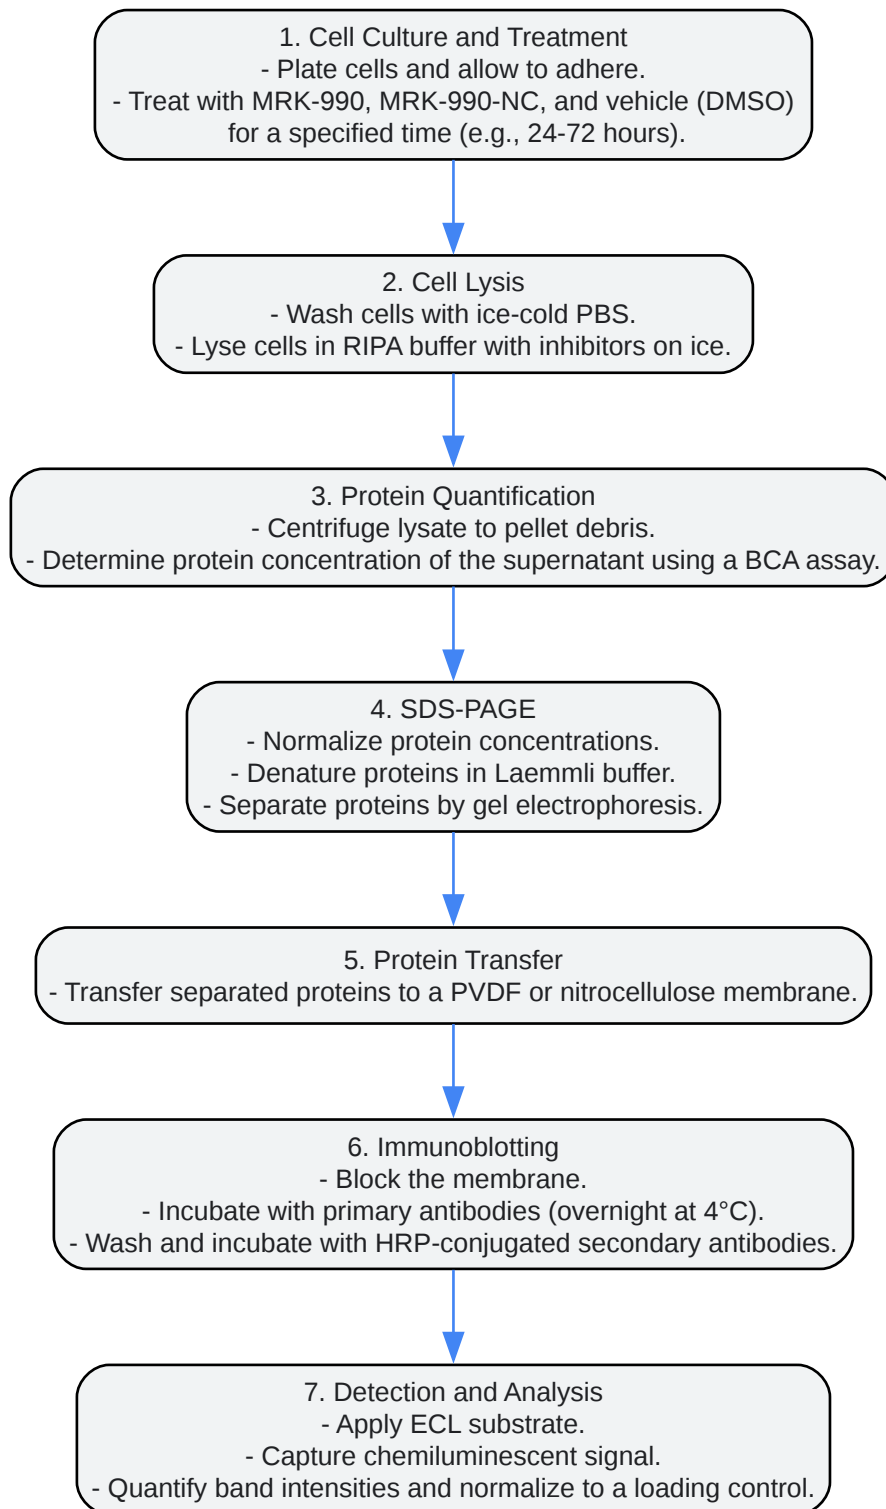 1. Cell Culture and Treatment
- Plate cells and allow to adhere.
- Treat with MRK-990, MRK-990-NC, and vehicle (DMSO)
for a specified time (e.g., 24-72 hours).
2. Cell Lysis
- Wash cells with ice-cold PBS.
- Lyse cells in RIPA buffer with inhibitors on ice.
3. Protein Quantification
- Centrifuge lysate to pellet debris.
- Determine protein concentration of the supernatant using a BCA assay.
4. SDS-PAGE
- Normalize protein concentrations.
- Denature proteins in Laemmli buffer.
- Separate proteins by gel electrophoresis.
5. Protein Transfer
- Transfer separated proteins to a PVDF or nitrocellulose membrane.
6. Immunoblotting
- Block the membrane.
- Incubate with primary antibodies (overnight at 4°C).
- Wash and incubate with HRP-conjugated secondary antibodies.
7. Detection and Analysis
- Apply ECL substrate.
- Capture chemiluminescent signal.
- Quantify band intensities and normalize to a loading control.